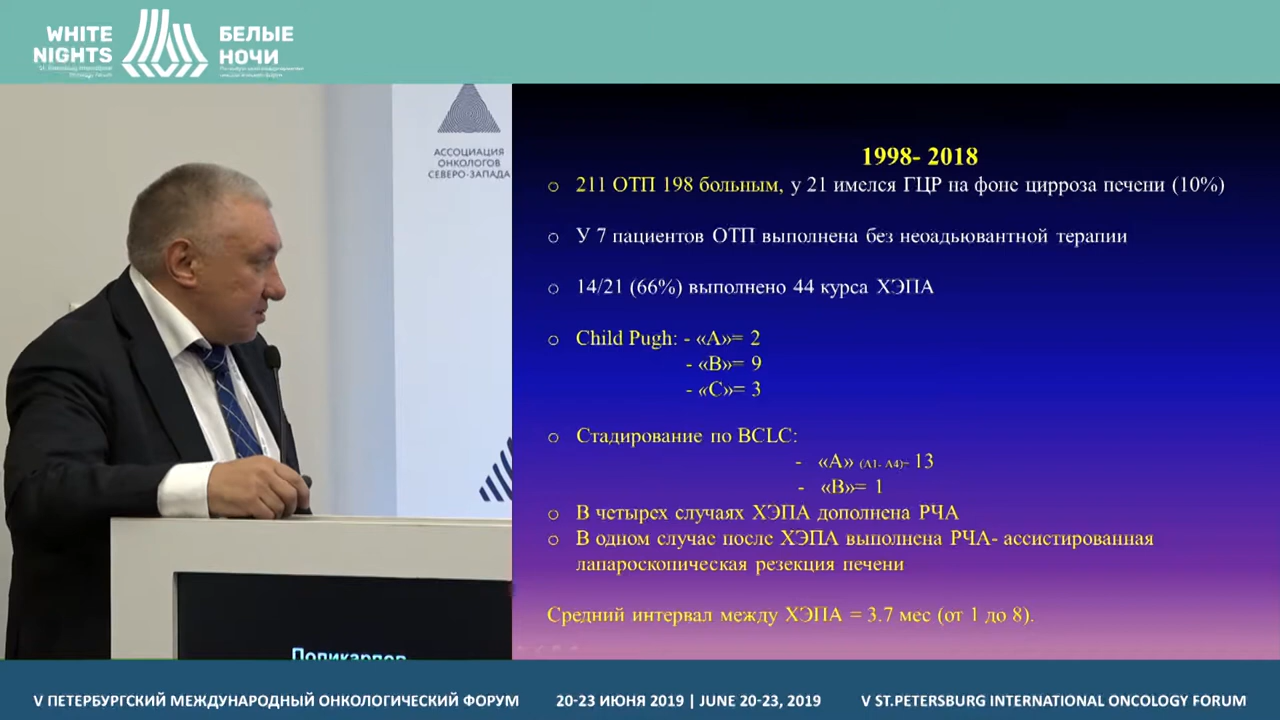 WHITE
NIGHTS
БЕЛЫЕ
НОЧИ
АССОЦИАЦИЯ
ОНКОЛОГОВ
СЕВЕРО-ЗАПАДА
1998- 2018
211 ОТП 198 больным, у 21 имелся ГЦР на фоне цирроза печени (10%)
У 7 пациентов ОТП выполнена без неоадьювантной терапии
14/21 (66%) выполнено 44 курса ХЭПА
Child Pugh: - «А»= 2
- «В»= 9
- «С»= 3
Стадирование по BCLC:
- «А» (А1- А4)= 13
- «В»= 1
В четырех случаях ХЭПА дополнена РЧА
В одном случае после ХЭПА выполнена РЧА- ассистированная
лапароскопическая резекция печени
Средний интервал между ХЭПА = 3.7 мес (от 1 до 8).
Поликарпов
V ПЕТЕРБУРГСКИЙ МЕЖДУНАРОДНЫЙ ОНКОЛОГИЧЕСКИЙ ФОРУМ 20-23 ИЮНЯ 2019 | JUNE 20-23, 2019 V ST.PETERSBURG INTERNATIONAL ONCOLOGY FORUM